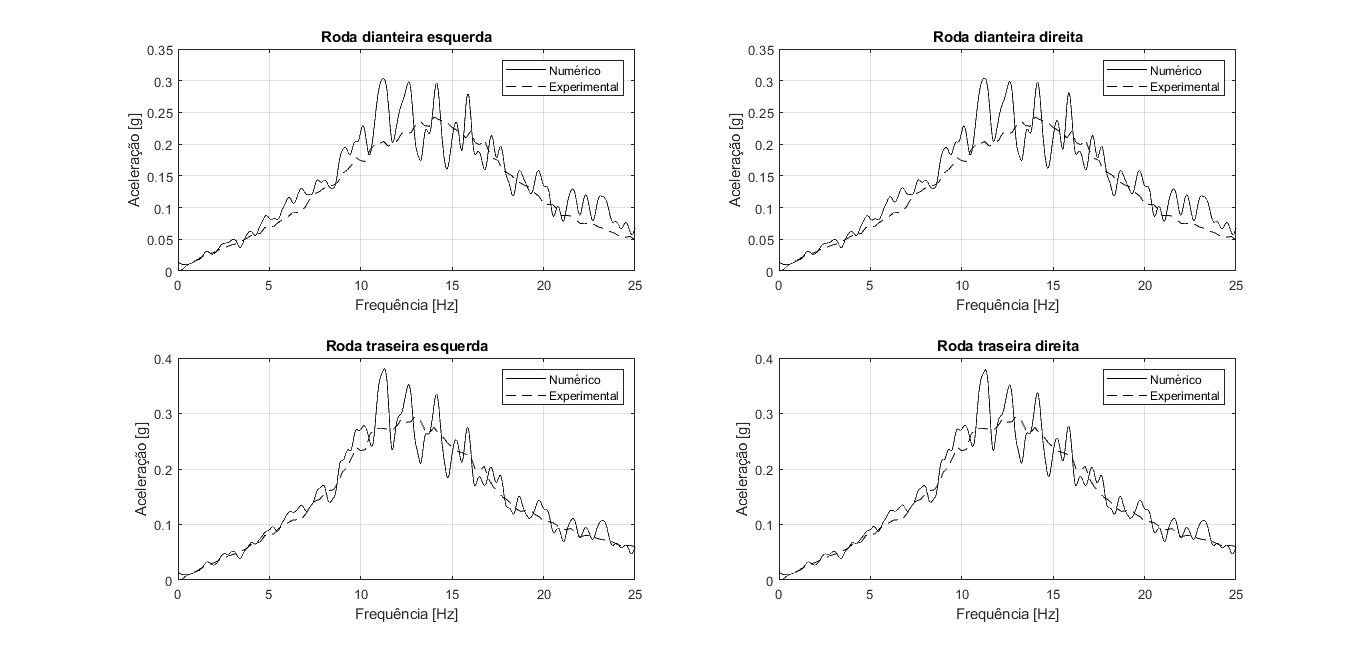 Roda dianteira esquerda
0.35
0.3
0.25
0.2
0.15
0.1
0.05
0
Aceleração [g]
Numérico
Experimental
0 5 10 15 20 25
Frequência [Hz]
Roda dianteira direita
0.35
0.3
0.25
0.2
0.15
0.1
0.05
0
Aceleração [g]
Numérico
Experimental
0 5 10 15 20 25
Frequência [Hz]
Roda traseira esquerda
0.4
0.3
0.2
0.1
0
Aceleração [g]
Numérico
Experimental
0 5 10 15 20 25
Frequência [Hz]
Roda traseira direita
0.4
0.3
0.2
0.1
0
Aceleração [g]
Numérico
Experimental
0 5 10 15 20 25
Frequência [Hz]